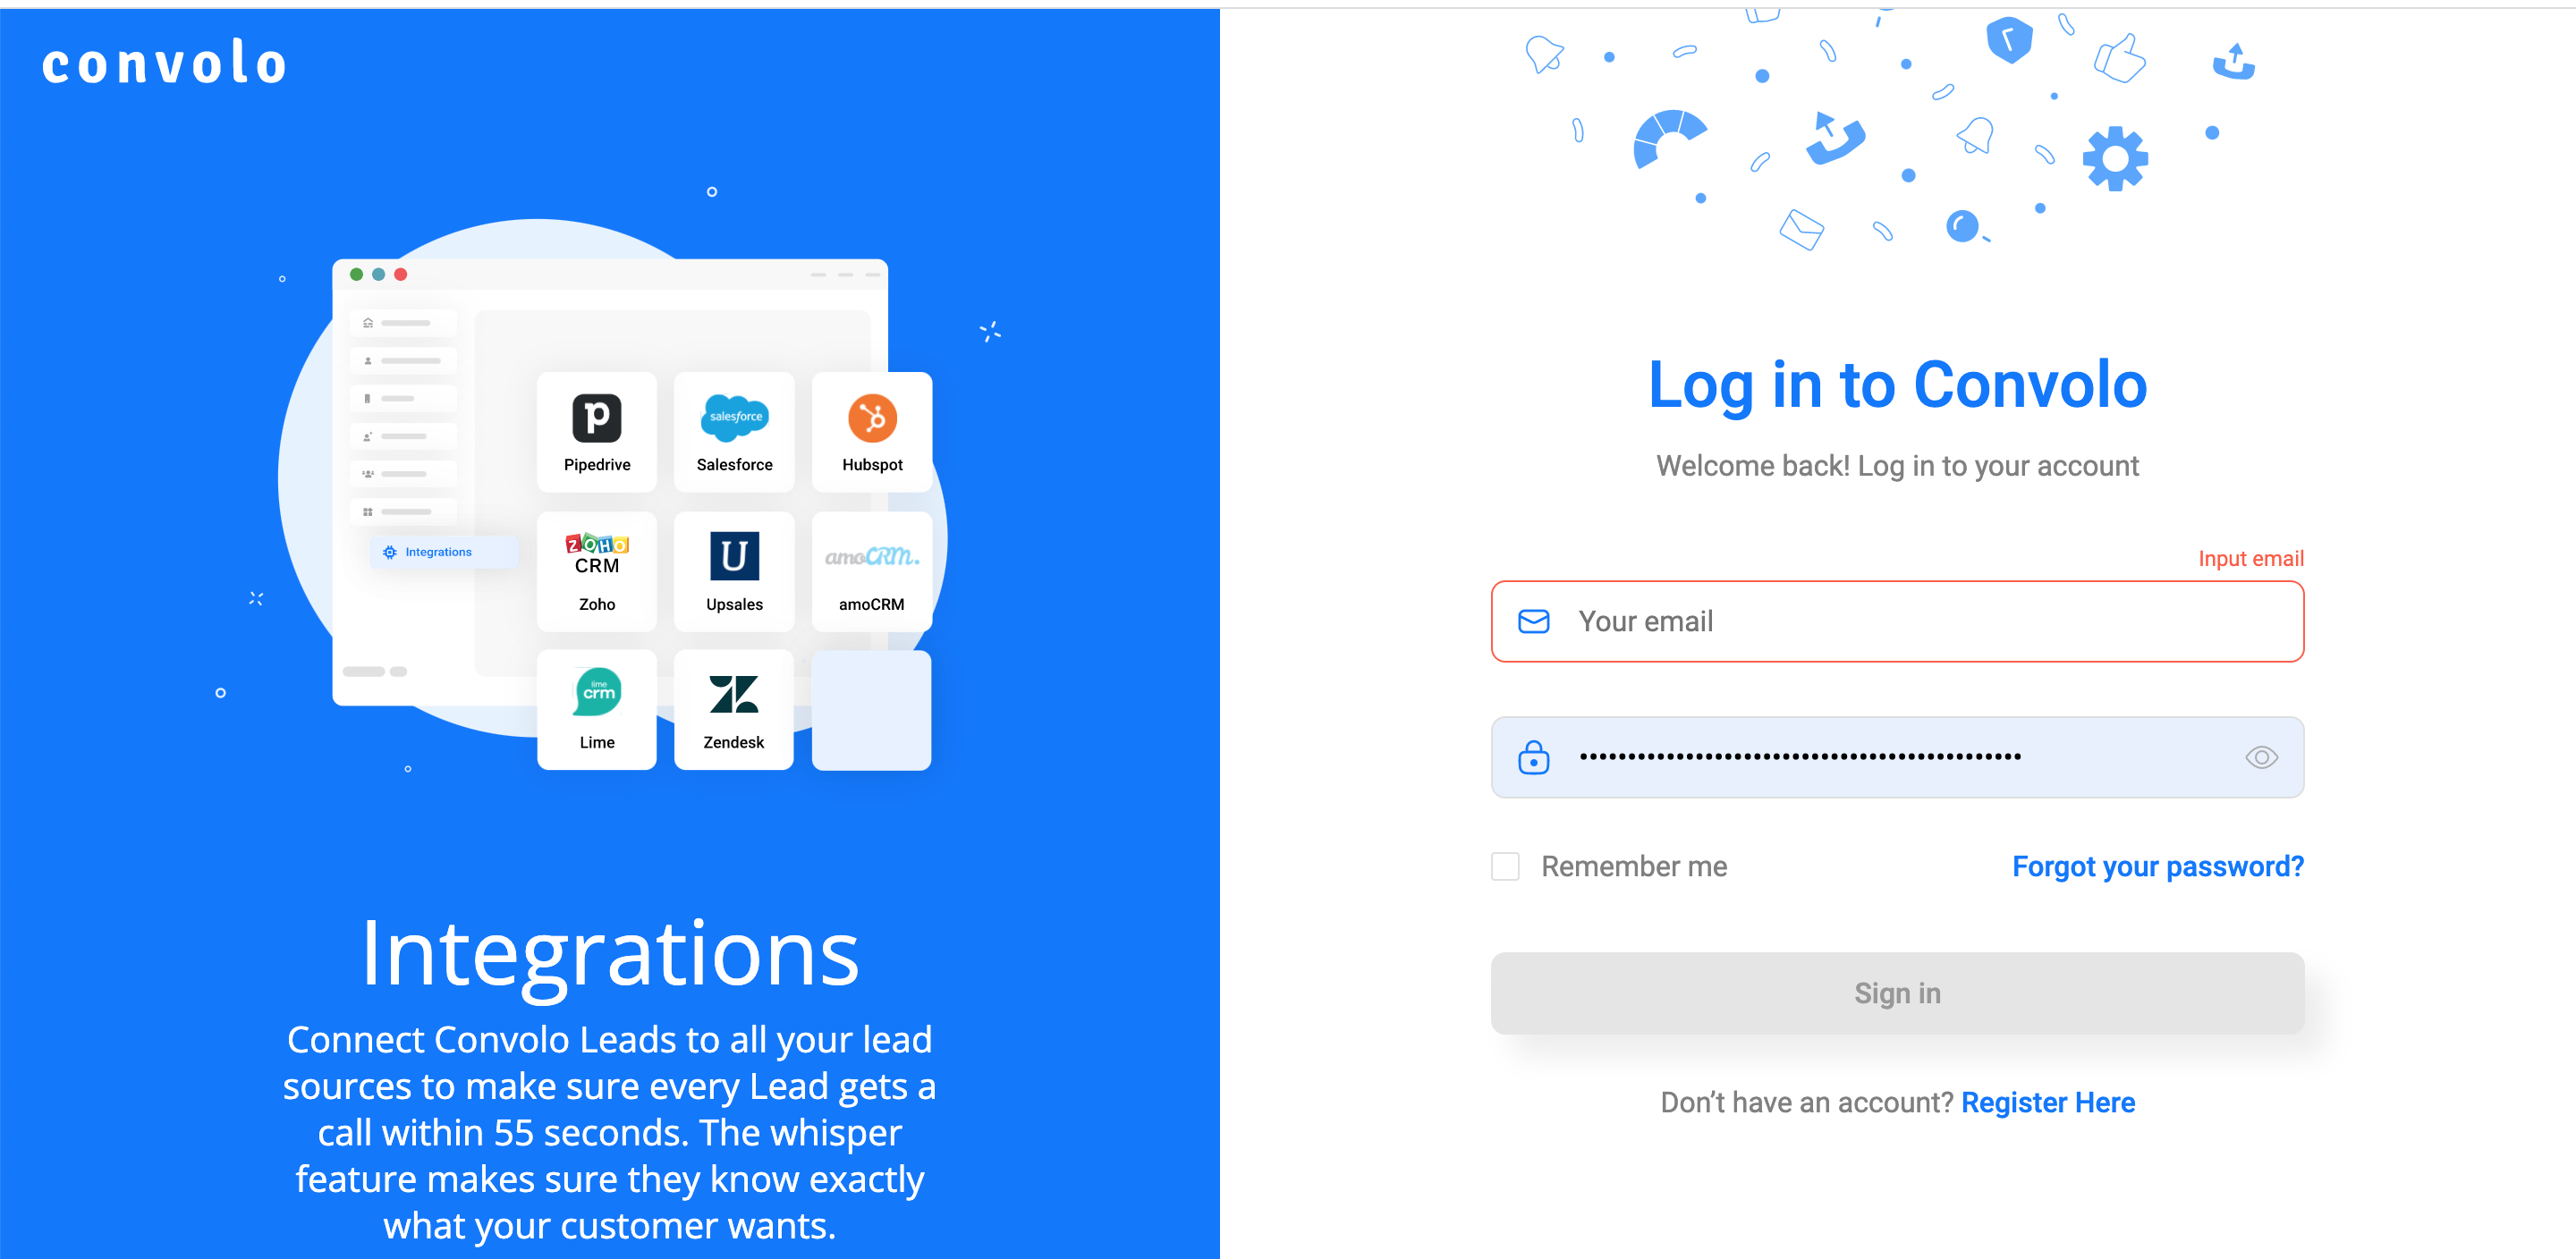 convolo
Pipedrive
salesforce
Salesforce
Hubspot
Integrations
ZOHO
CRM
Zoho
U
Upsales
amoCRM.
amoCRM
lime
crm
Lime
Zendesk
Integrations
Connect Convolo Leads to all your lead
sources to make sure every Lead gets a
call within 55 seconds. The whisper
feature makes sure they know exactly
what your customer wants.
Log in to Convolo
Welcome back! Log in to your account
Input email
Your email
Remember me
Forgot your password?
Sign in
Don’t have an account? Register Here